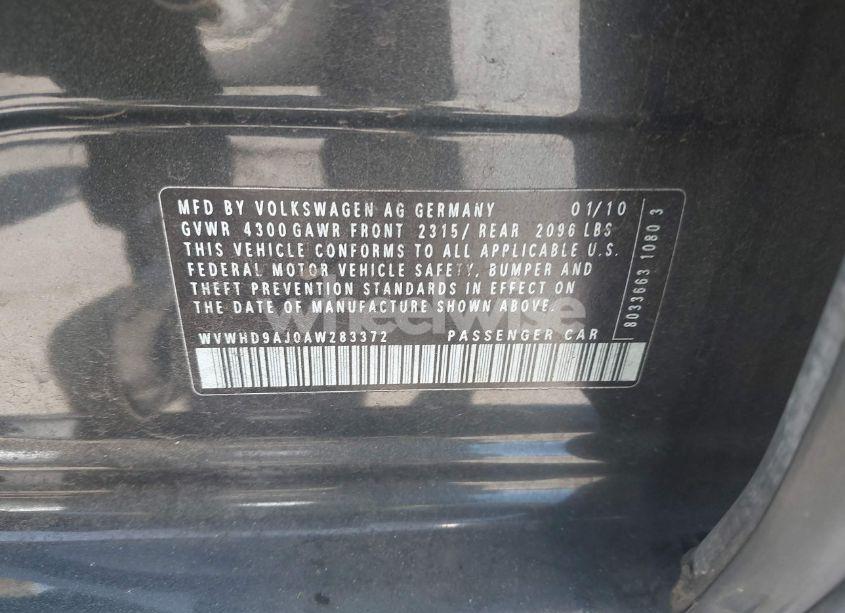 MFD BY VOLKSWAGEN AG GERMANY 01/10
GVWR 4300 GAWR FRONT 2315/ REAR 2096 LBS
THIS VEHICLE CONFORMS TO ALL APPLICABLE U.S.
FEDERAL MOTOR VEHICLE SAFETY, BUMPER AND
THEFT PREVENTION STANDARDS IN EFFECT ON
THE DATE OF MANUFACTURE SHOWN ABOVE.
WVWHD9AJ0AW283372 PASSENGER CAR
8033663 1080 3
wheelwise